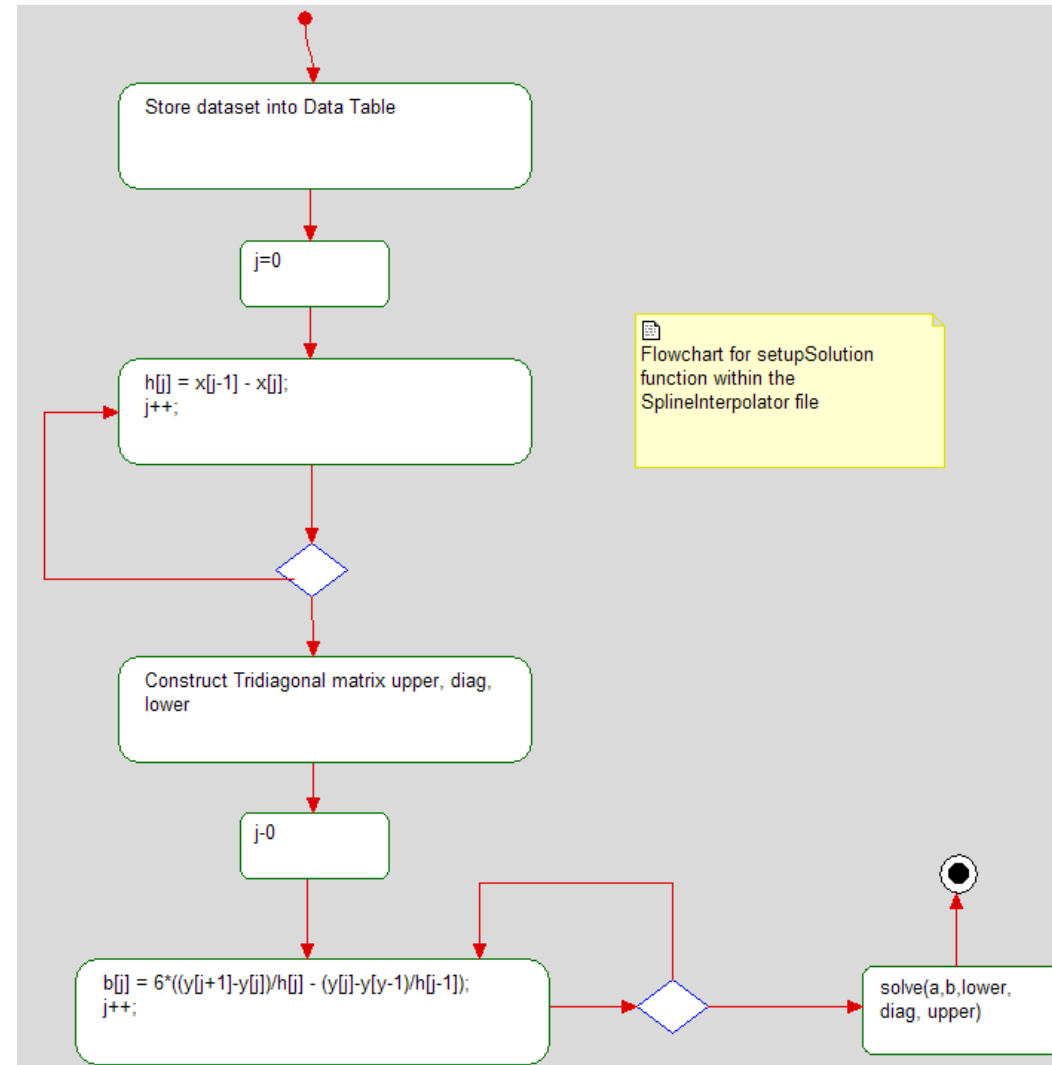 Store dataset into Data Table
j=0
h[j] = x[j-1] - x[j];
j++;
Flowchart for setupSolution
function within the
SplineInterpolator file
Construct Tridiagonal matrix upper, diag,
lower
j-0
b[j] = 6*((y[j+1]-y[j])/h[j] - (y[j]-y[y-1)/h[j-1]);
j++;
solve(a,b,lower,
diag, upper)